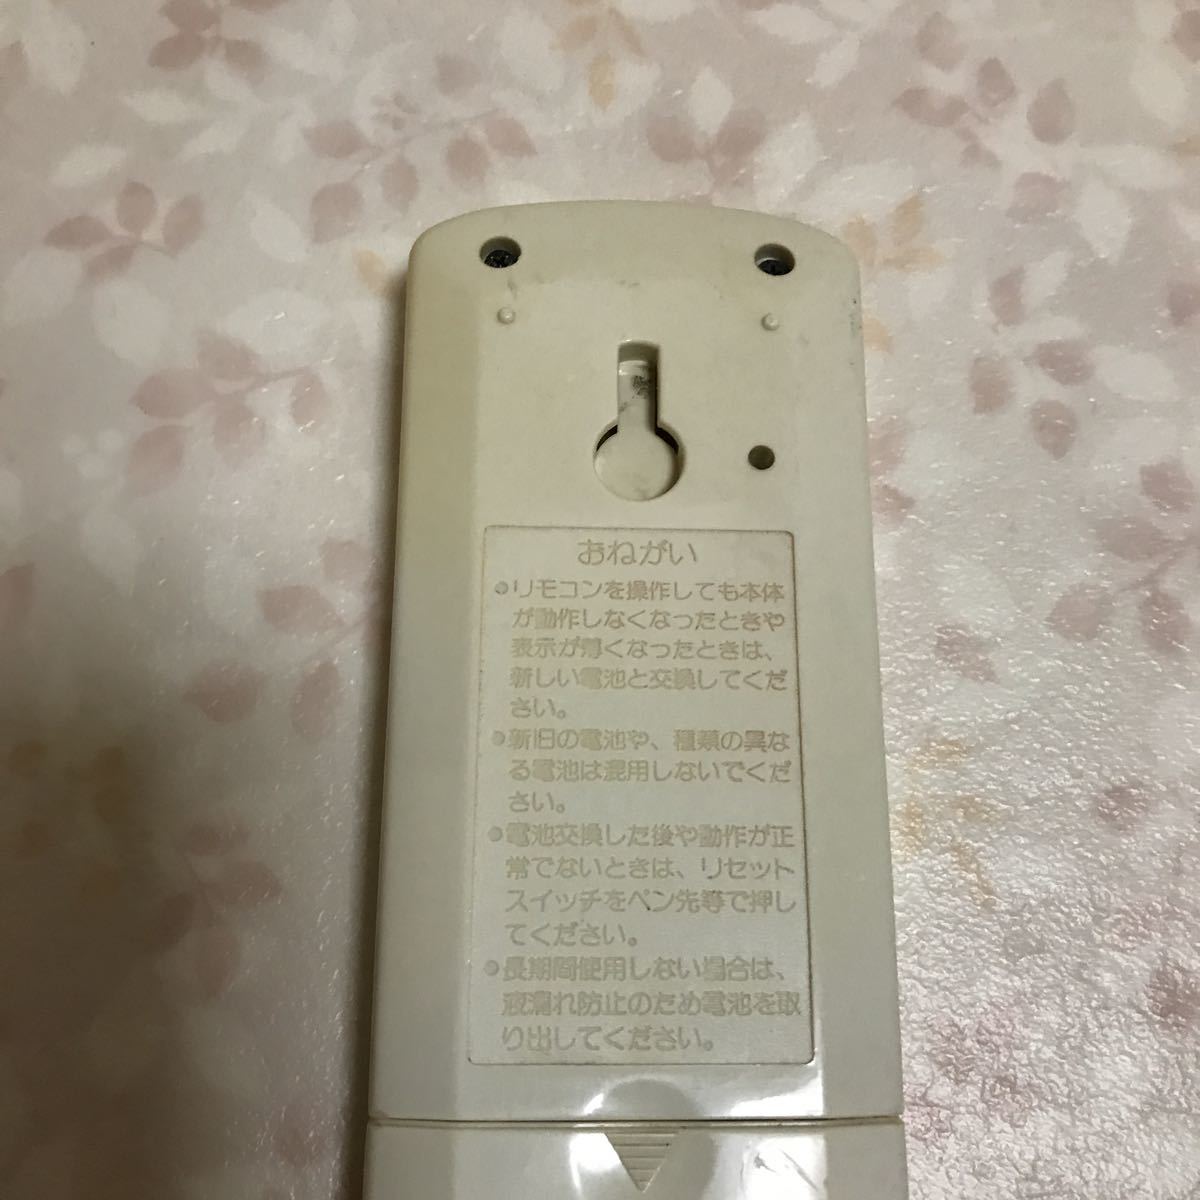 おねがい
●リモコンを操作しても本体
が動作しなくなったときや
表示が薄くなったときは、
新しい電池と交換してくだ
さい。
●新旧の電池や、種類の異な
る電池は混用しないでくだ
さい。
●電池交換した後や動作が正
常でないときは、リセット
スイッチをペン先等で押し
てください。
●長期間使用しない場合は、
液漏れ防止のため電池を取
り出してください。